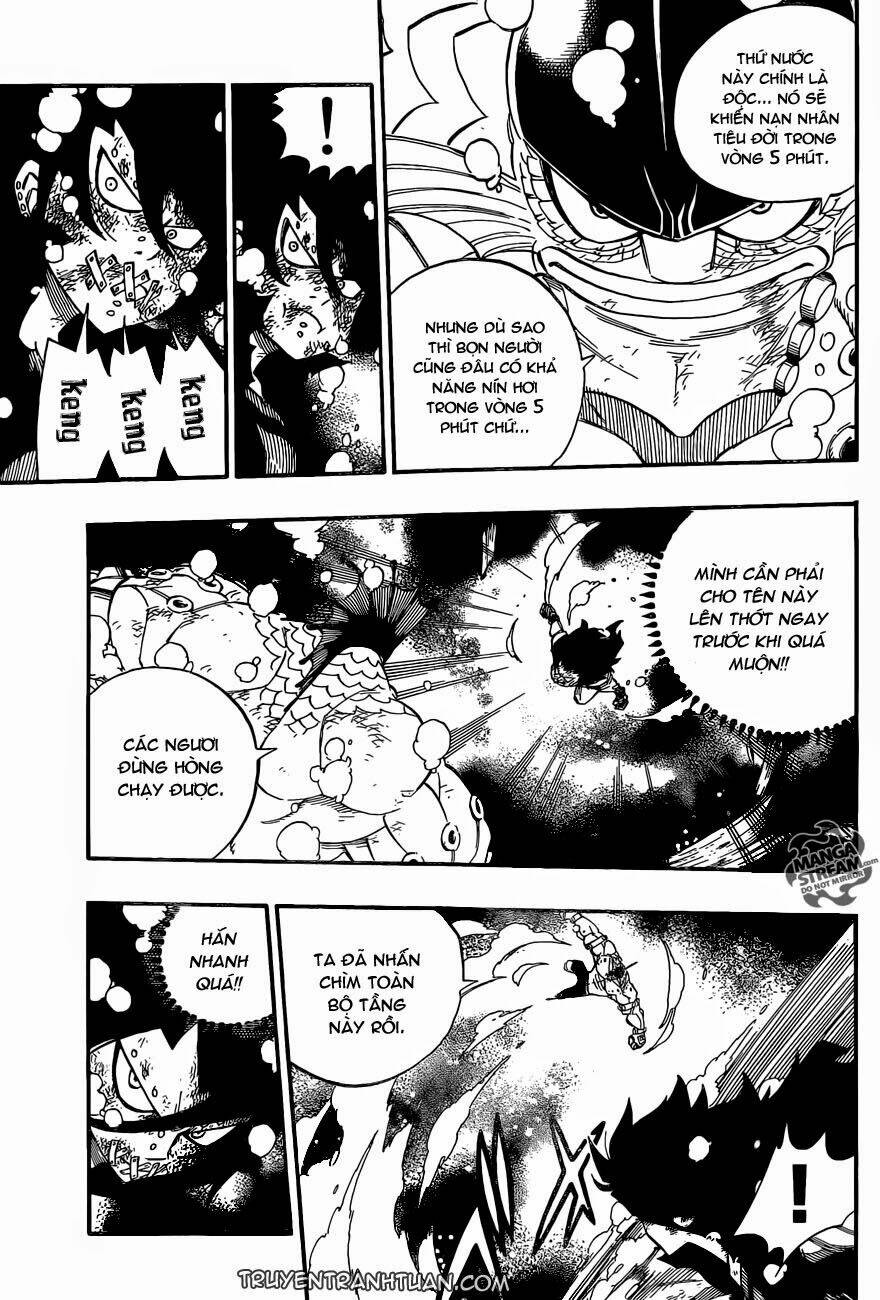 THỨ NƯỚC
NÀY CHÍNH LÀ
ĐỘC... NÓ SẼ
KHIẾN NẠN NHÂN
TIÊU ĐỜI TRONG
VÒNG 5 PHÚT.
NHƯNG DÙ SAO
THÌ BỌN NGƯỜI
CŨNG ĐÂU CÓ KHẢ
NĂNG NÍN HƠI
TRONG VÒNG 5
PHÚT CHỨ...
!
keng
keng
keng
MÌNH CẦN PHẢI
CHO TÊN NÀY
LÊN THỚT NGAY
TRƯỚC KHI QUÁ
MUỘN!!
CÁC NGƯƠI
ĐỪNG HÒNG
CHẠY ĐƯỢC.
MANGA
STREAM.com
DO NOT MIRROR!
TA ĐÃ NHẤN
CHÌM TOÀN
BỘ TẦNG
NÀY RỒI.
!
HẮN
NHANH
QUÁ!!
TRUYENTRANHTUAN.COM